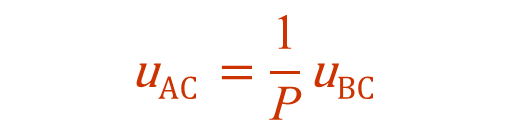 u_AC = 1/P u_BC